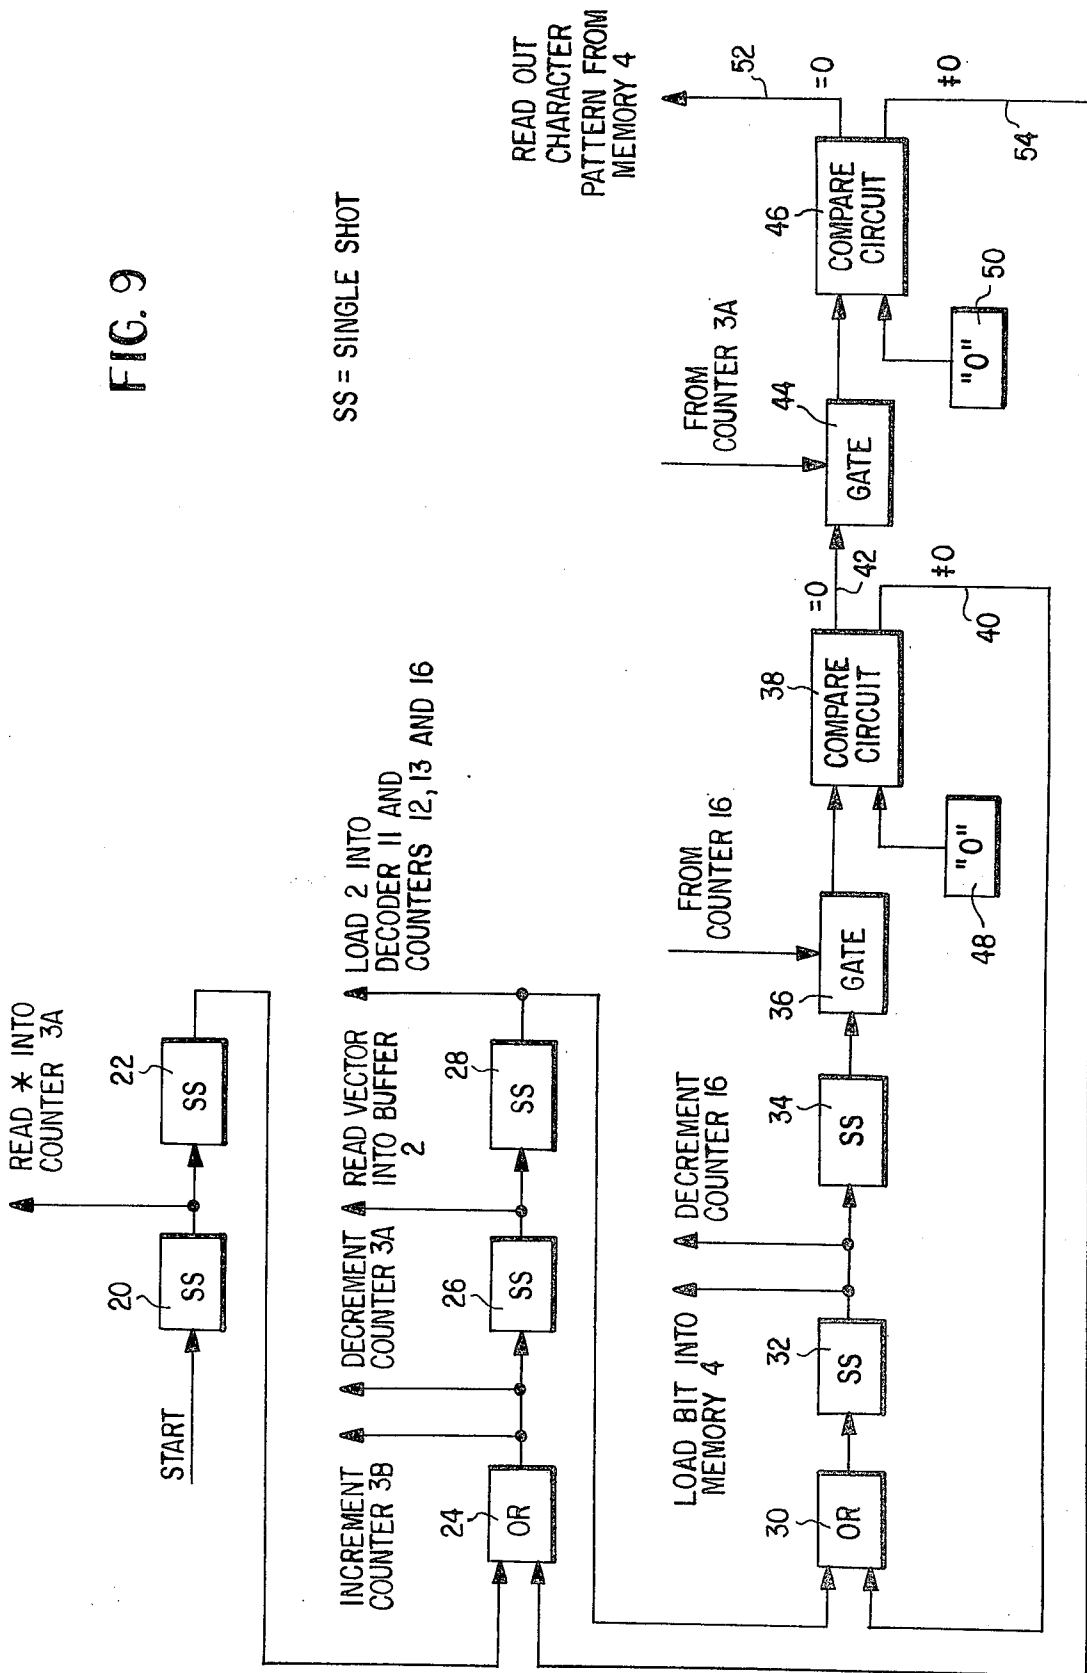 FIG. 9
SS = SINGLE SHOT
READ * INTO
COUNTER 3A
START
20
SS
22
SS
INCREMENT
COUNTER 3B
DECREMENT
COUNTER 3A
READ VECTOR
INTO BUFFER
2
LOAD 2 INTO
DECODER 11 AND
COUNTERS 12, 13 AND 16
24
OR
26
SS
28
SS
LOAD BIT INTO
MEMORY 4
DECREMENT
COUNTER 16
FROM
COUNTER 16
FROM
COUNTER 3A
READ OUT
CHARACTER
PATTERN FROM
MEMORY 4
30
OR
32
SS
34
SS
36
GATE
38
COMPARE
CIRCUIT
=0
42
≠0
40
48
"0"
44
GATE
46
COMPARE
CIRCUIT
50
"0"
52
=0
≠0
54